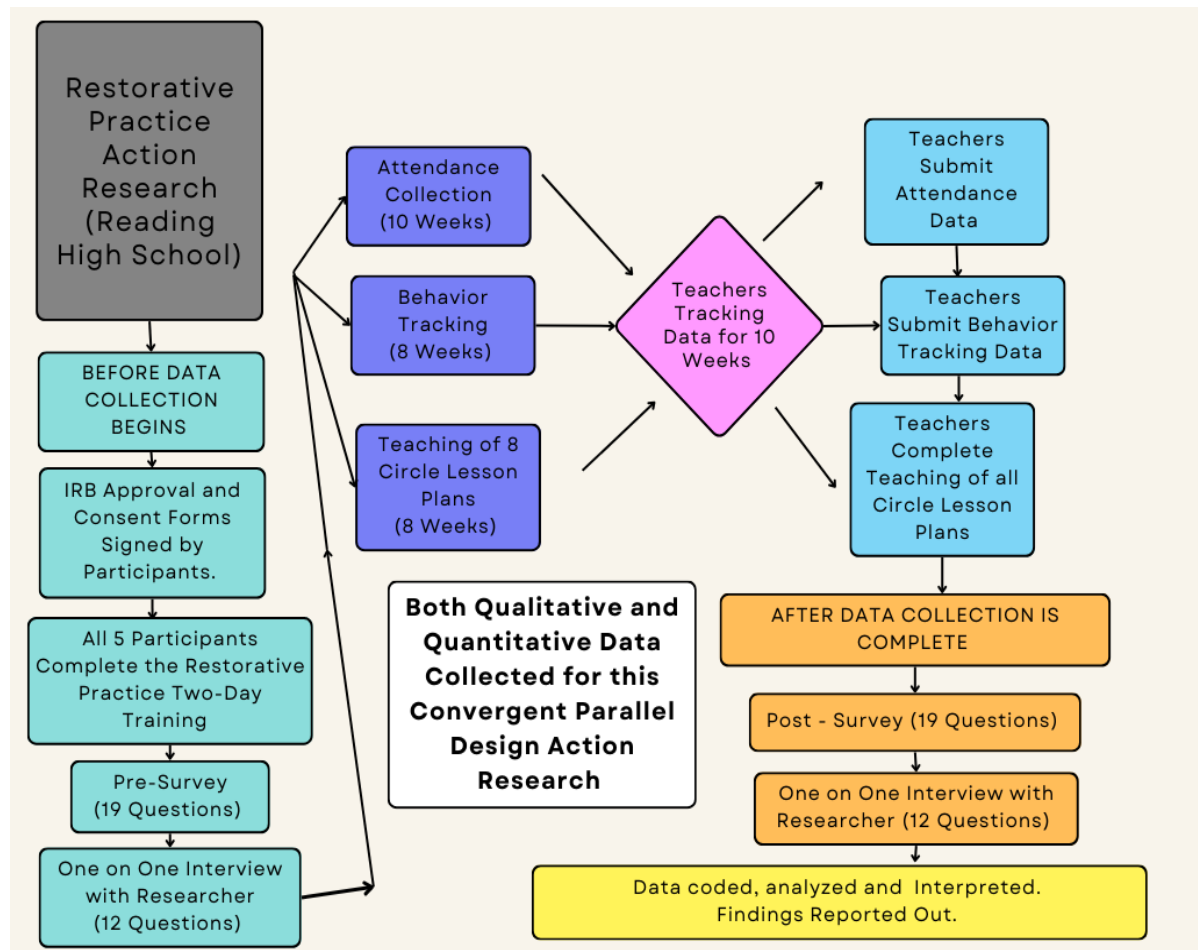 Restorative
Practice
Action
Research
(Reading
High School)
BEFORE DATA
COLLECTION
BEGINS
IRB Approval and
Consent Forms
Signed by
Participants.
All 5 Participants
Complete the Restorative
Practice Two-Day
Training
Pre-Survey
(19 Questions)
One on One Interview
with Researcher
(12 Questions)
Attendance
Collection
(10 Weeks)
Behavior
Tracking
(8 Weeks)
Teaching of 8
Circle Lesson
Plans
(8 Weeks)
Both Qualitative and
Quantitative Data
Collected for this
Convergent Parallel
Design Action
Research
Teachers
Tracking
Data for 10
Weeks
Teachers
Submit
Attendance
Data
Teachers
Submit Behavior
Tracking Data
Teachers
Complete
Teaching of all
Circle Lesson
Plans
AFTER DATA COLLECTION IS
COMPLETE
Post - Survey (19 Questions)
One on One Interview with
Researcher (12 Questions)
Data coded, analyzed and Interpreted.
Findings Reported Out.